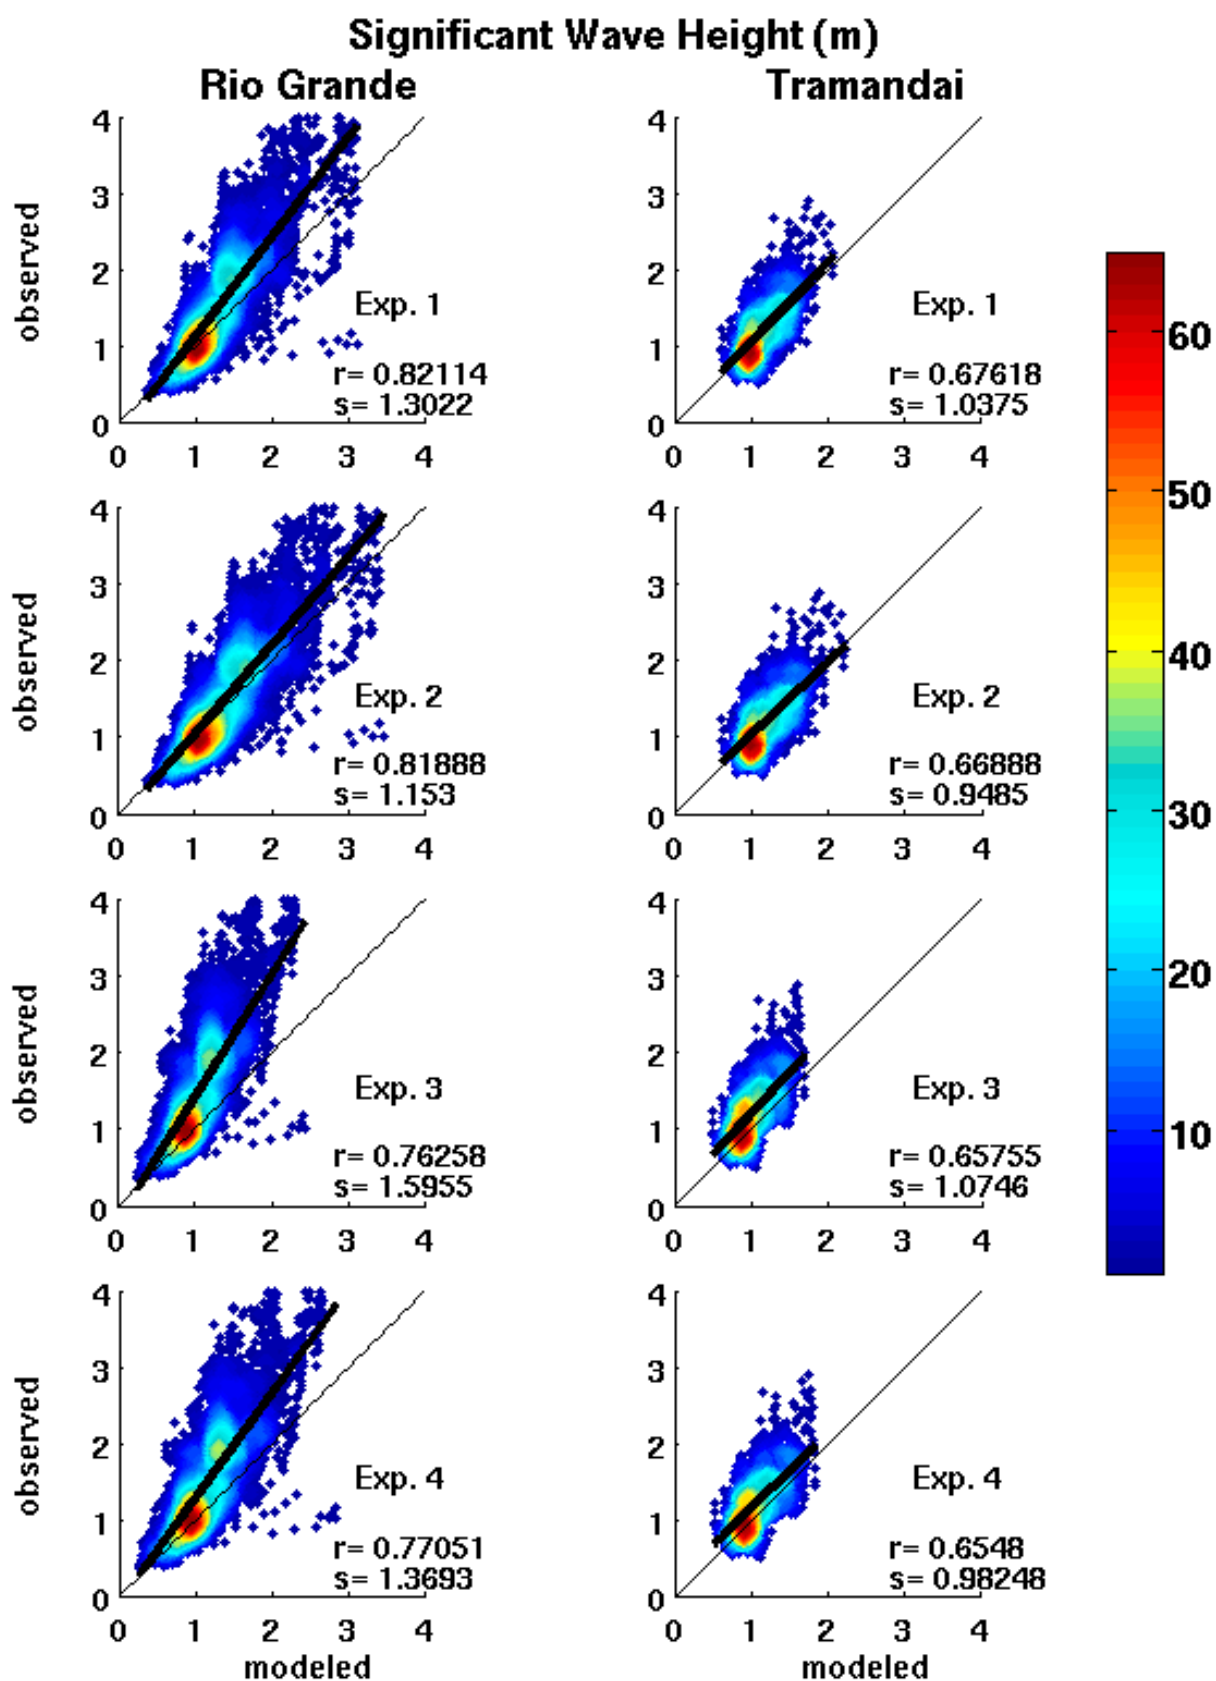 Significant Wave Height (m)
Rio Grande
Tramandai
observed
4
3
2
1
0
0 1 2 3 4
Exp. 1
r= 0.82114
s= 1.3022
4
3
2
1
0
0 1 2 3 4
Exp. 1
r= 0.67618
s= 1.0375
observed
4
3
2
1
0
0 1 2 3 4
Exp. 2
r= 0.81888
s= 1.153
4
3
2
1
0
0 1 2 3 4
Exp. 2
r= 0.66888
s= 0.9485
observed
4
3
2
1
0
0 1 2 3 4
Exp. 3
r= 0.76258
s= 1.5955
4
3
2
1
0
0 1 2 3 4
Exp. 3
r= 0.65755
s= 1.0746
observed
4
3
2
1
0
0 1 2 3 4
modeled
Exp. 4
r= 0.77051
s= 1.3693
4
3
2
1
0
0 1 2 3 4
modeled
Exp. 4
r= 0.6548
s= 0.98248
60
50
40
30
20
10